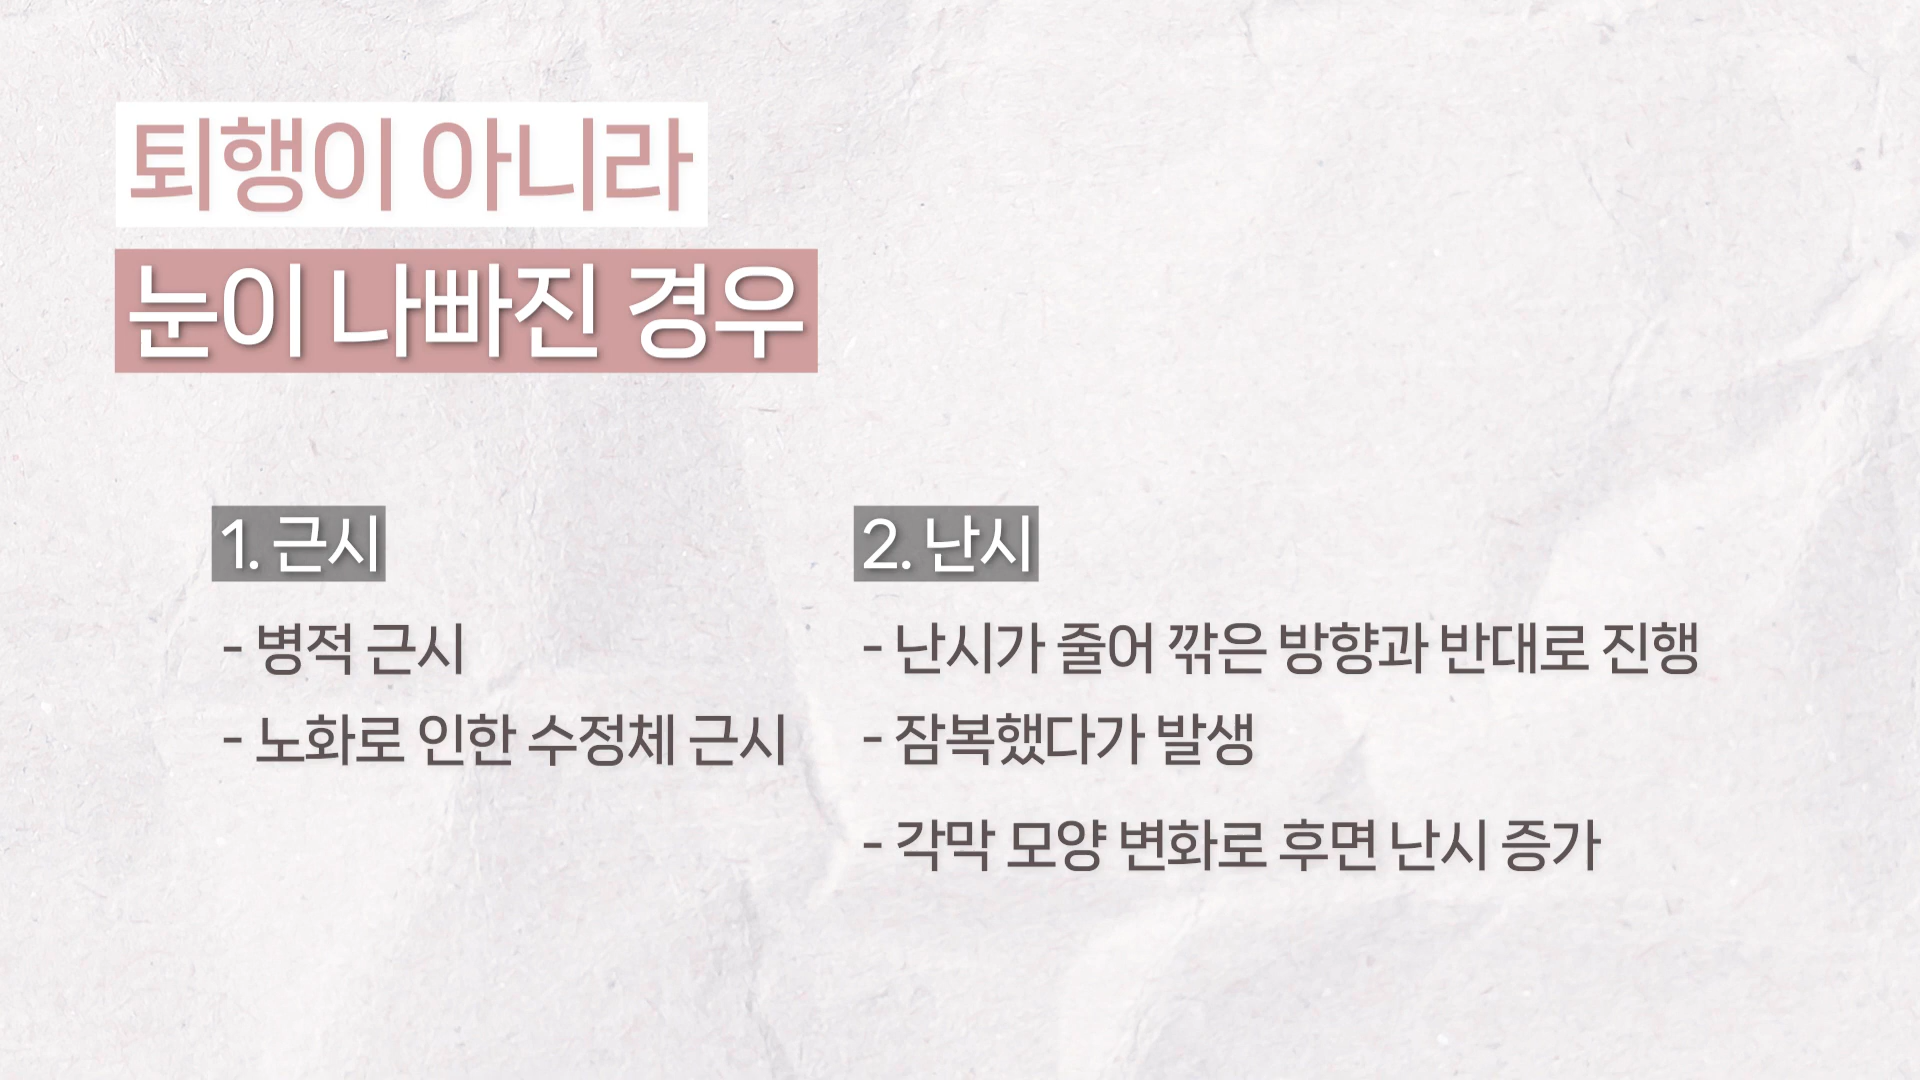 퇴행이 아니라
눈이 나빠진 경우
1. 근시
- 병적 근시
- 노화로 인한 수정체 근시
2. 난시
- 난시가 줄어 깎은 방향과 반대로 진행
- 잠복했다가 발생
- 각막 모양 변화로 후면 난시 증가